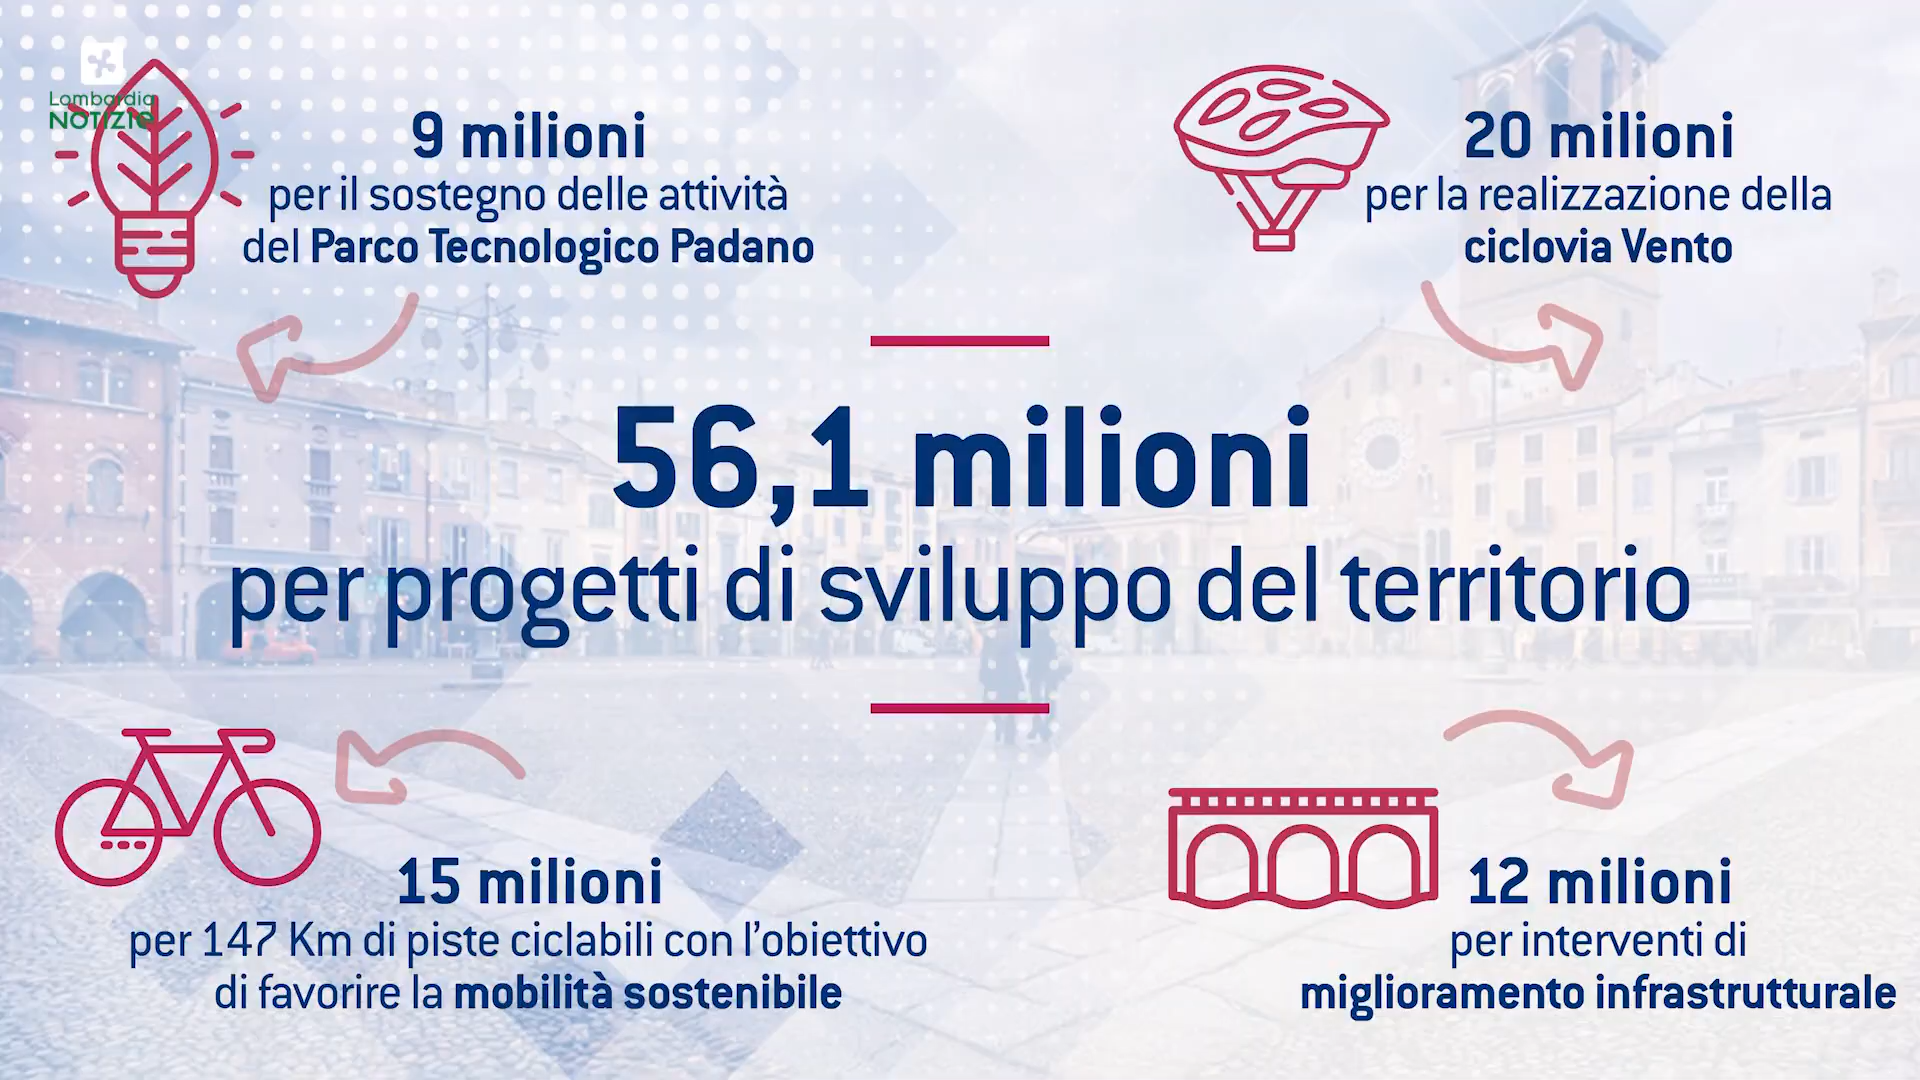 Lombardia
NOTIZIE
9 milioni
per il sostegno delle attività
del Parco Tecnologico Padano
20 milioni
per la realizzazione della
ciclovia Vento
56,1 milioni
per progetti di sviluppo del territorio
15 milioni
per 147 Km di piste ciclabili con l'obiettivo
di favorire la mobilità sostenibile
12 milioni
per interventi di
miglioramento infrastrutturale